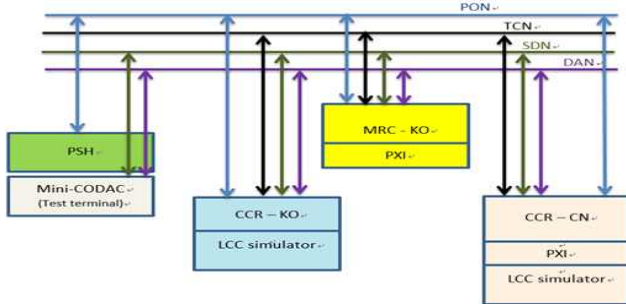 PON
TCN
SDN
DAN
PSH
Mini-CODAC
(Test terminal)
MRC - KO
PXI
CCR – KO
LCC simulator
CCR – CN
PXI
LCC simulator